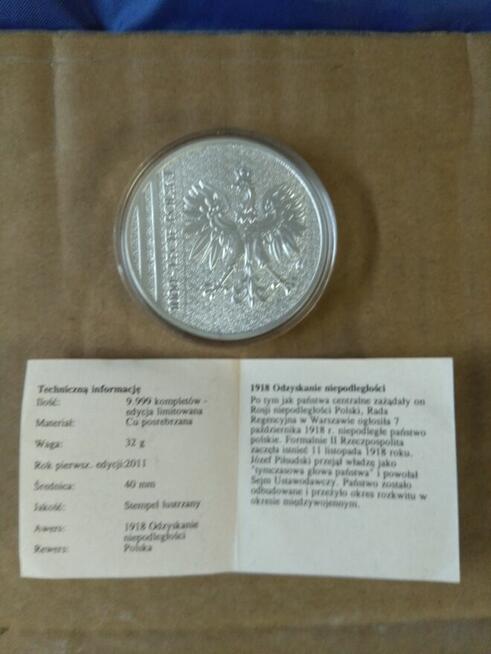 Techniczną informację
Ilość: 9.999 kompletów -
edycja limitowana
Materiał: Cu posrebrzana
Waga: 32 g
Rok pierwsz. edycji:2011
Średnica: 40 mm
Jakość: Stempel lustrzany
Awers: 1918 Odzyskanie
niepodległości
Rewers: Polska
1918 Odzyskanie niepodległości
Po tym jak państwa centralne zażądały on
Rosji niepodległości Polski, Rada
Regencyjna w Warszawie ogłosiła 7
października 1918 r. niepodległe państwo
polskie. Formalnie II Rzeczpospolita
zaczęła istnieć 11 listopada 1918 roku.
Józef Piłsudski przejął władzę jako
"tymczasowa głowa państwa" i powołał
Sejm Ustawodawczy. Państwo zostało
odbudowane i przeżyło okres rozkwitu w
okresie międzywojennym.